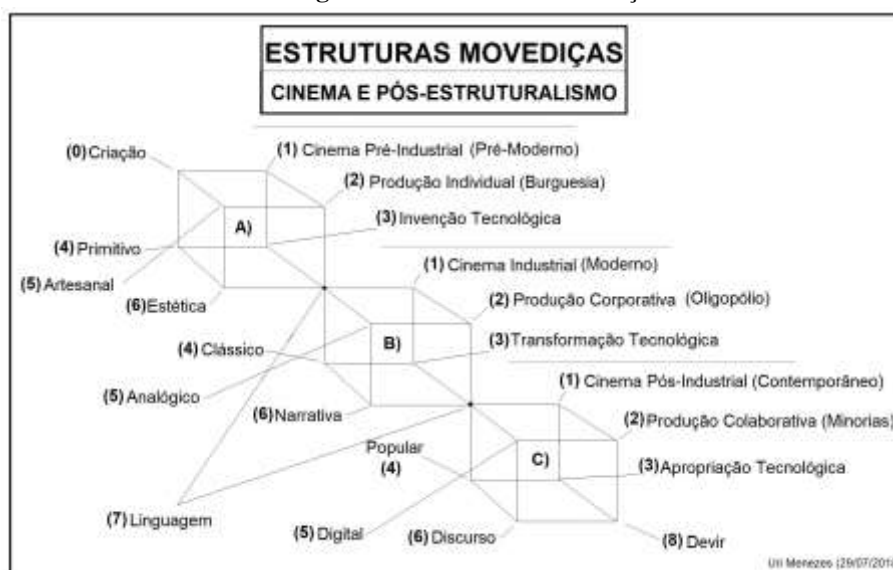 ESTRUTURAS MOVEDIÇAS
CINEMA E PÓS-ESTRUTURALISMO
(0) Criação
(1) Cinema Pré-Industrial (Pré-Moderno)
(2) Produção Individual (Burguesia)
A)
(3) Invenção Tecnológica
(4) Primitivo
(5) Artesanal
(6) Estética
(1) Cinema Industrial (Moderno)
(2) Produção Corporativa (Oligopólio)
B)
(3) Transformação Tecnológica
(4) Clássico
(5) Analógico
(6) Narrativa
(1) Cinema Pós-Industrial (Contemporâneo)
(2) Produção Colaborativa (Minorias)
Popular
(4)
C)
(3) Apropriação Tecnológica
(7) Linguagem
(5) Digital
(6) Discurso
(8) Devir
Menezes